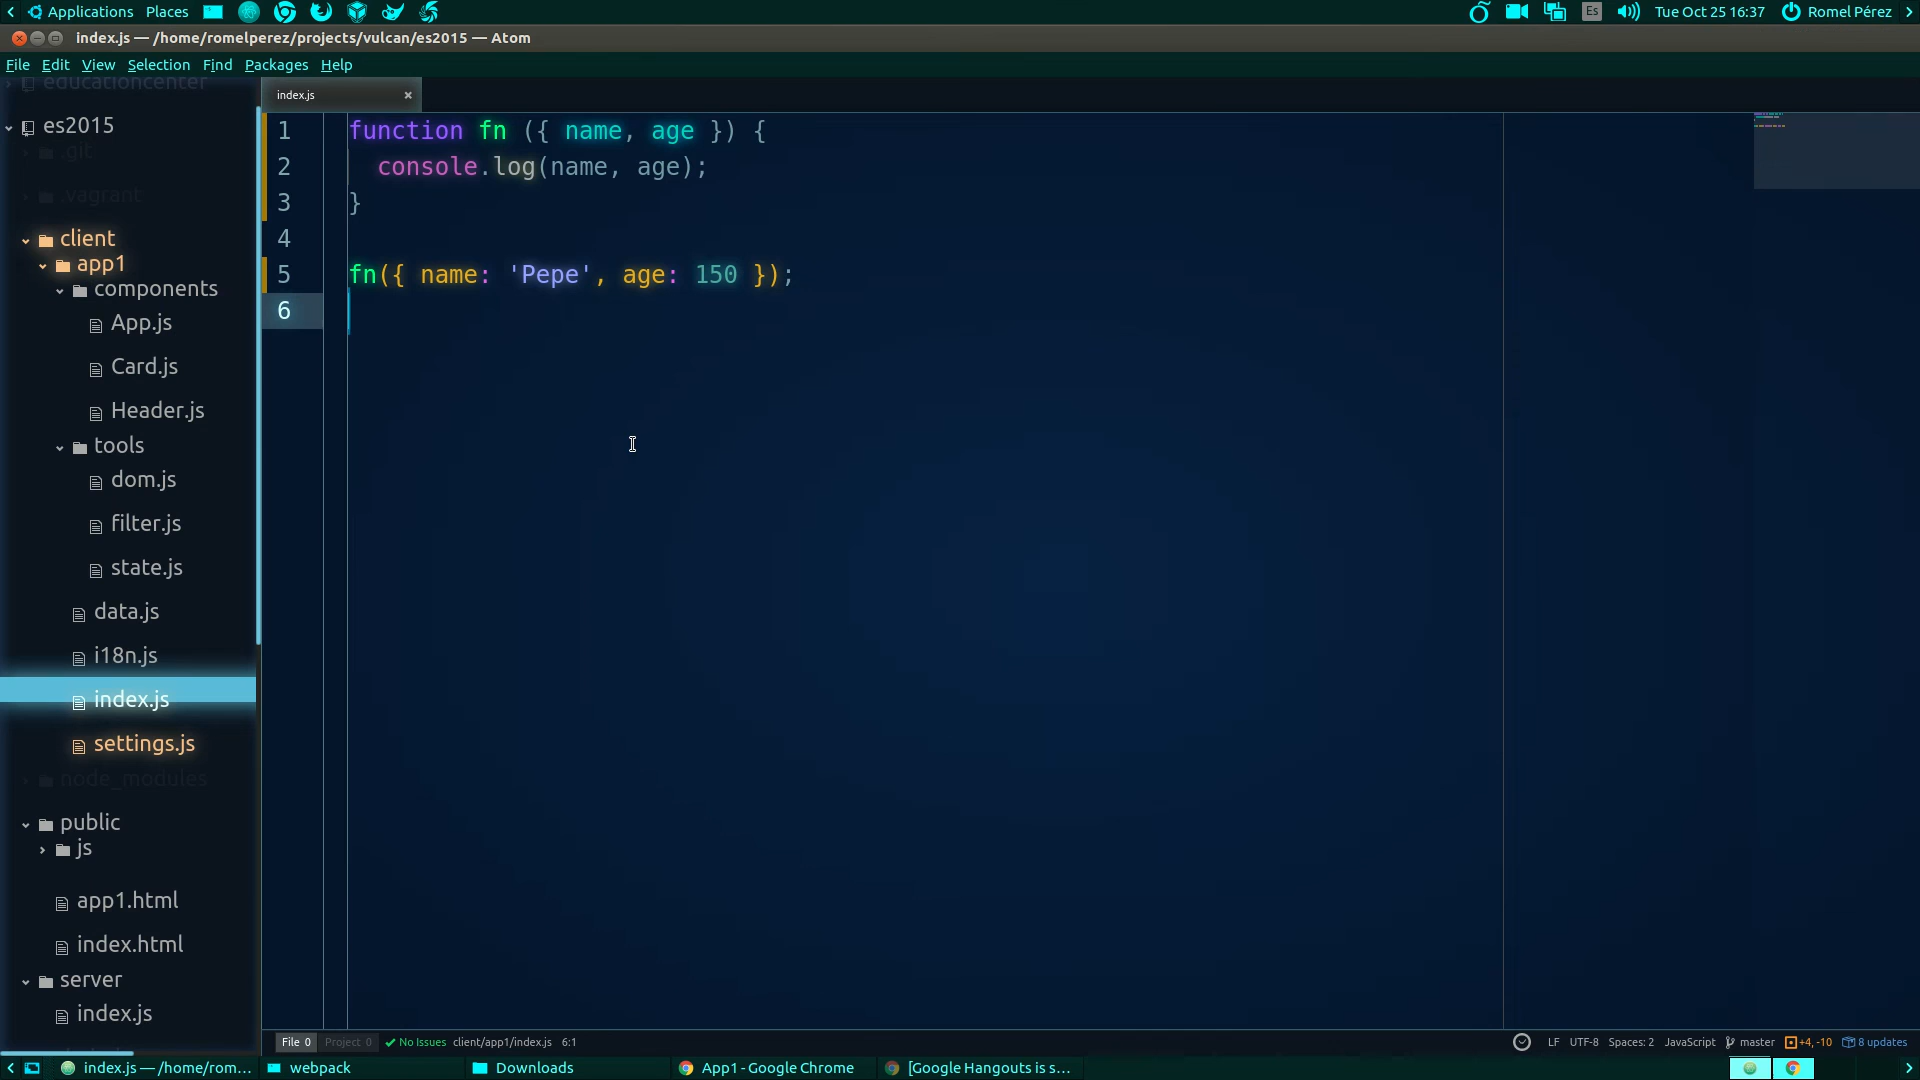 Applications Places Es Tue Oct 25 16:37 Romel Pérez
index.js — /home/romelperez/projects/vulcan/es2015 — Atom
File Edit View Selection Find Packages Help
educationcenter
es2015
.git
.vagrant
client
app1
components
App.js
Card.js
Header.js
tools
dom.js
filter.js
state.js
data.js
i18n.js
index.js
settings.js
node_modules
public
js
app1.html
index.html
server
index.js
index.js
1 function fn ({ name, age }) {
2 console.log(name, age);
3 }
4
5 fn({ name: 'Pepe', age: 150 });
6
File 0 Project 0 No Issues client/app1/index.js 6:1 LF UTF-8 Spaces: 2 JavaScript master +4, -10 8 updates
index.js — /home/rom... webpack Downloads App1 - Google Chrome [Google Hangouts is s...